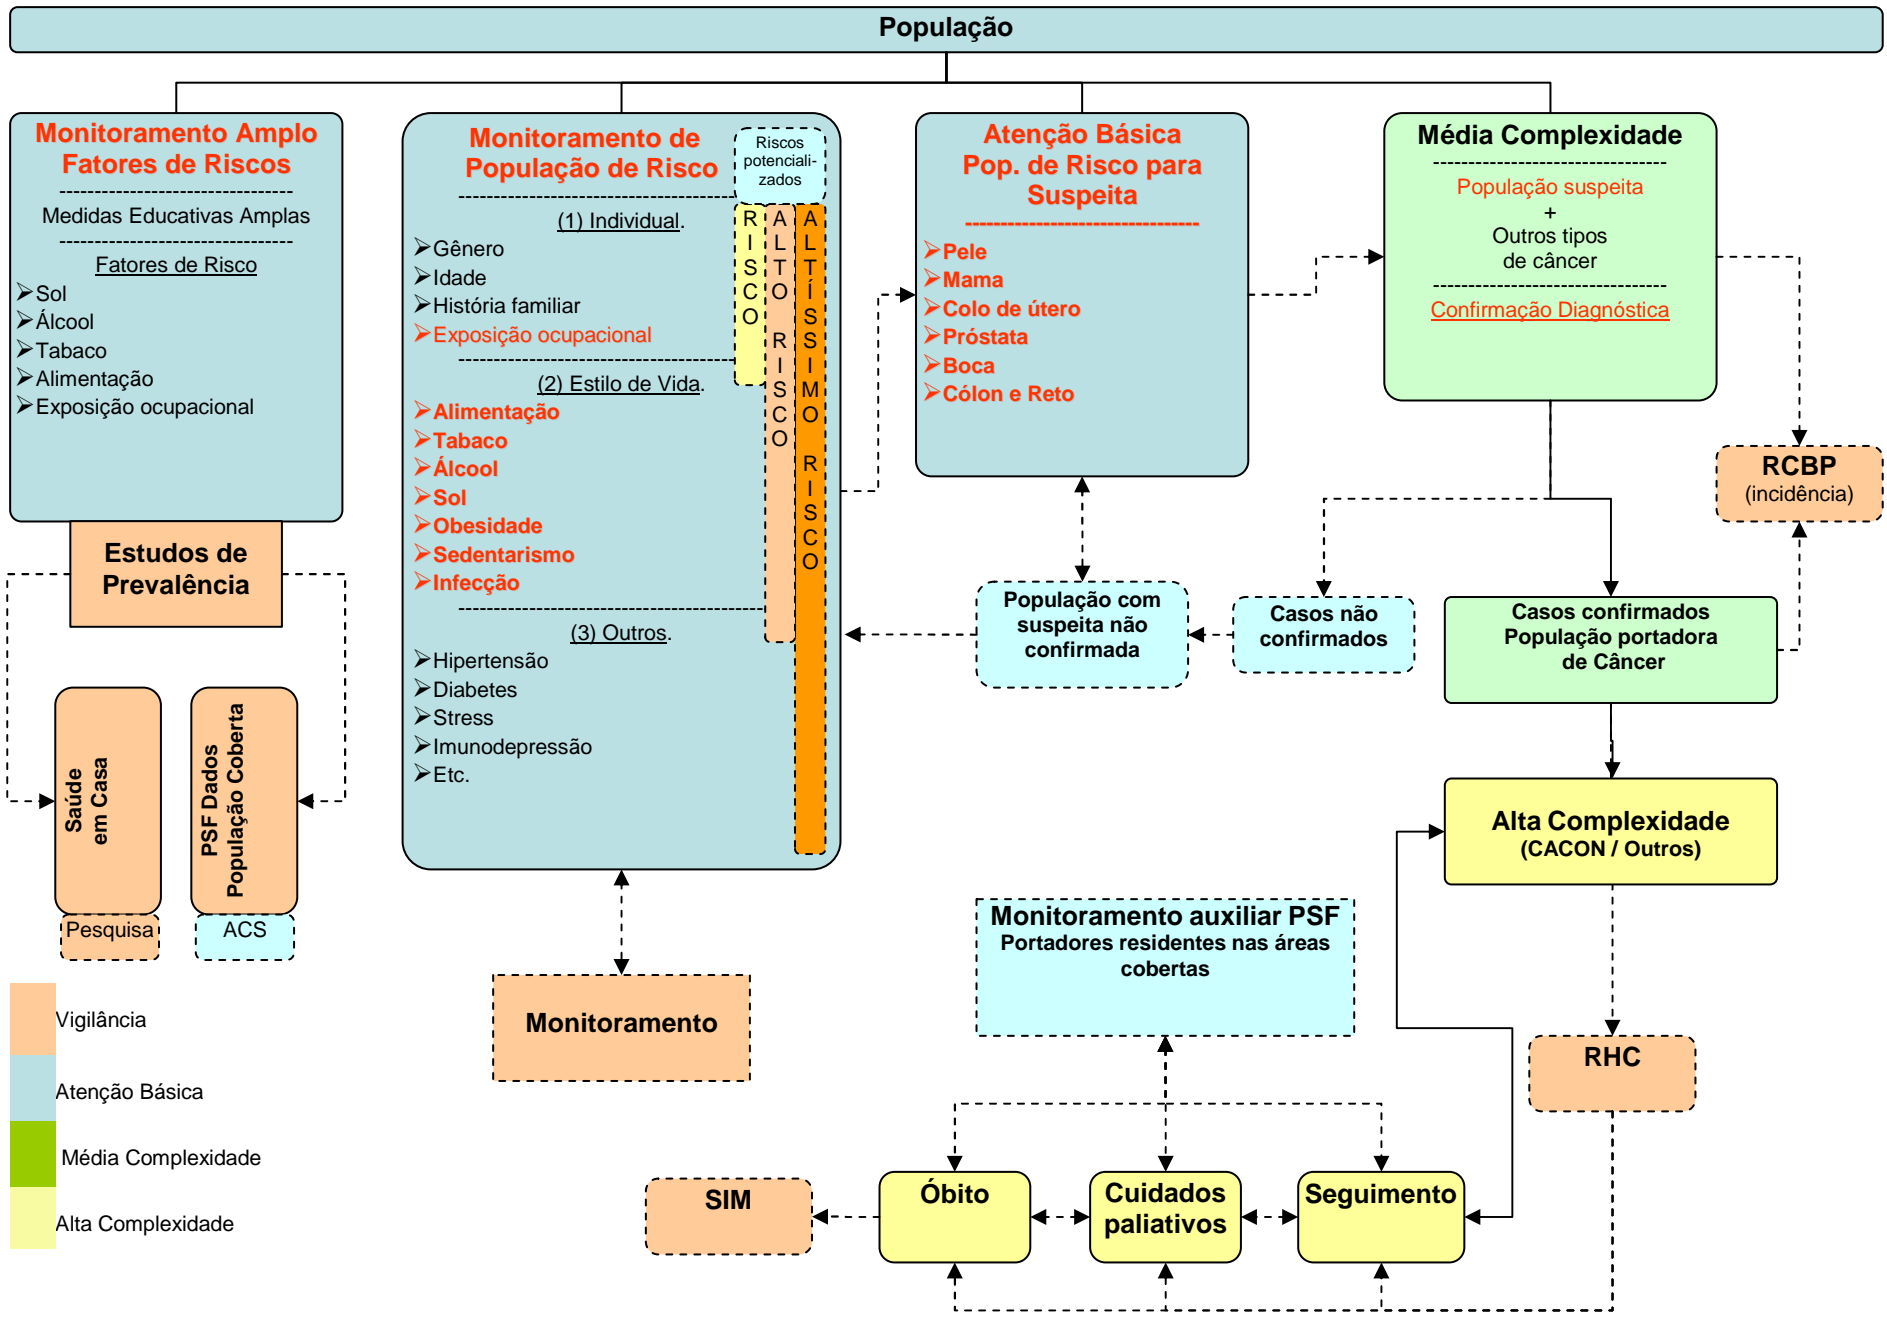 População
Monitoramento Amplo
Fatores de Riscos
Medidas Educativas Amplas
Fatores de Risco
Sol
Álcool
Tabaco
Alimentação
Exposição ocupacional
Estudos de
Prevalência
Saúde
em Casa
PSF Dados
População Coberta
Pesquisa
ACS
Monitoramento de
População de Risco
Riscos
potenciali-
zados
(1) Individual.
Gênero
Idade
História familiar
Exposição ocupacional
(2) Estilo de Vida.
Alimentação
Tabaco
Álcool
Sol
Obesidade
Sedentarismo
Infecção
(3) Outros.
Hipertensão
Diabetes
Stress
Imunodepressão
Etc.
RISCO
ALTO RISCO
ALTÍSSIMO RISCO
Monitoramento
Atenção Básica
Pop. de Risco para
Suspeita
Pele
Mama
Colo de útero
Próstata
Boca
Cólon e Reto
Média Complexidade
População suspeita
+
Outros tipos
de câncer
Confirmação Diagnóstica
RCBP
(incidência)
População com
suspeita não
confirmada
Casos não
confirmados
Casos confirmados
População portadora
de Câncer
Alta Complexidade
(CACON / Outros)
Monitoramento auxiliar PSF
Portadores residentes nas áreas
cobertas
RHC
SIM
Óbito
Cuidados
paliativos
Seguimento
Vigilância
Atenção Básica
Média Complexidade
Alta Complexidade